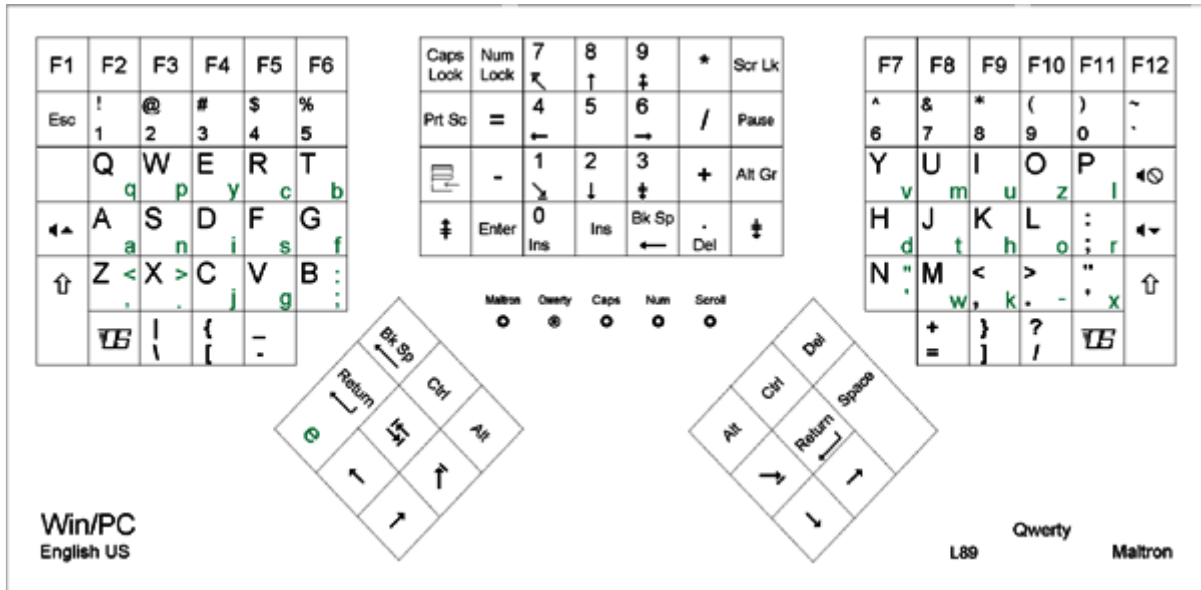 F1 F2 F3 F4 F5 F6
Esc ! 1 @ 2 # 3 $ 4 % 5
Q q W p E y R c T b
A a S n D i F s G f
Z < , X > . C j V g B : ;
| \ { [ _ -
Caps Lock Num Lock 7 8 9 * Scr Lk
Prt Sc = 4 5 6 / Pause
- 1 2 3 + Alt Gr
Enter 0 Ins Ins Bk Sp . Del
F7 F8 F9 F10 F11 F12
^ 6 & 7 * 8 ( 9 ) 0 ~ `
Y v U m I u O z P l
H d J t K h L o : ; r
N " ' M w < , k > . - " ' x
+ = } ] ? /
Maltron Qwerty Caps Num Scroll
Bk Sp
Return Ctrl
e Alt
Del
Ctrl Space
Alt Return
Win/PC
English US
Qwerty
L89 Maltron